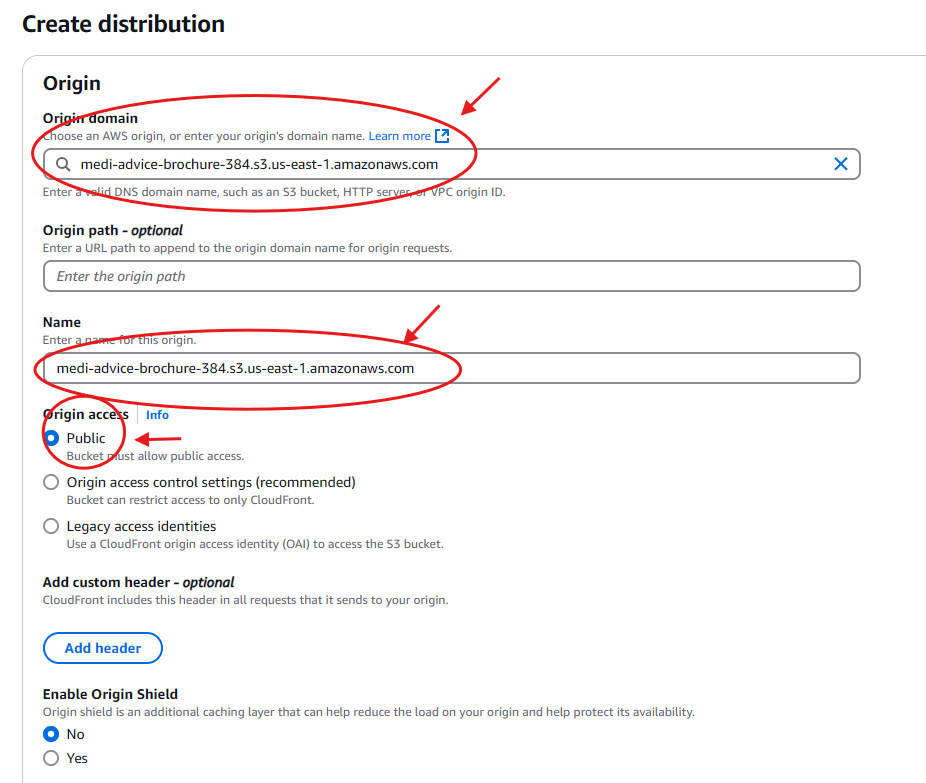 Create distribution
Origin
Origin domain
Choose an AWS origin, or enter your origin's domain name. Learn more
medi-advice-brochure-384.s3.us-east-1.amazonaws.com
Enter a valid DNS domain name, such as an S3 bucket, HTTP server, or VPC origin ID.
Origin path - optional
Enter a URL path to append to the origin domain name for origin requests.
Enter the origin path
Name
Enter a name for this origin.
medi-advice-brochure-384.s3.us-east-1.amazonaws.com
Origin access Info
Public
Bucket must allow public access.
Origin access control settings (recommended)
Bucket can restrict access to only CloudFront.
Legacy access identities
Use a CloudFront origin access identity (OAI) to access the S3 bucket.
Add custom header - optional
CloudFront includes this header in all requests that it sends to your origin.
Add header
Enable Origin Shield
Origin shield is an additional caching layer that can help reduce the load on your origin and help protect its availability.
No
Yes